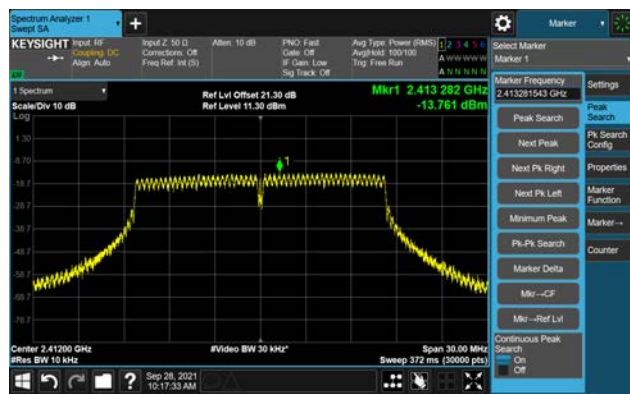 Spectrum Analyzer 1
Swept SA
Marker
KEYSIGHT
Input: RF
Coupling: DC
Align: Auto
Input Z: 50 Ω
Corrections: Off
Freq Ref: Int (S)
Atten: 10 dB
PNO: Fast
Gate: Off
IF Gain: Low
Sig Track: Off
Avg Type: Power (RMS)
Avg|Hold: 100/100
Trig: Free Run
1 2 3 4 5 6
A W W W W W
A N N N N N
Select Marker
Marker 1
1 Spectrum
Scale/Div 10 dB
Log
Ref Lvl Offset 21.30 dB
Ref Level 11.30 dBm
Mkr1 2.413 282 GHz
-13.761 dBm
1
1.30
-8.70
-18.7
-28.7
-38.7
-48.7
-58.7
-68.7
-78.7
Center 2.41200 GHz
#Res BW 10 kHz
#Video BW 30 kHz*
Span 30.00 MHz
Sweep 372 ms (30000 pts)
Marker Frequency
2.413281543 GHz
Peak Search
Next Peak
Next Pk Right
Next Pk Left
Minimum Peak
Pk-Pk Search
Marker Delta
Mkr→CF
Mkr→Ref Lvl
Continuous Peak
Search
On
Off
Settings
Peak
Search
Pk Search
Config
Properties
Marker
Function
Marker→
Counter
?
Sep 28, 2021
10:17:33 AM